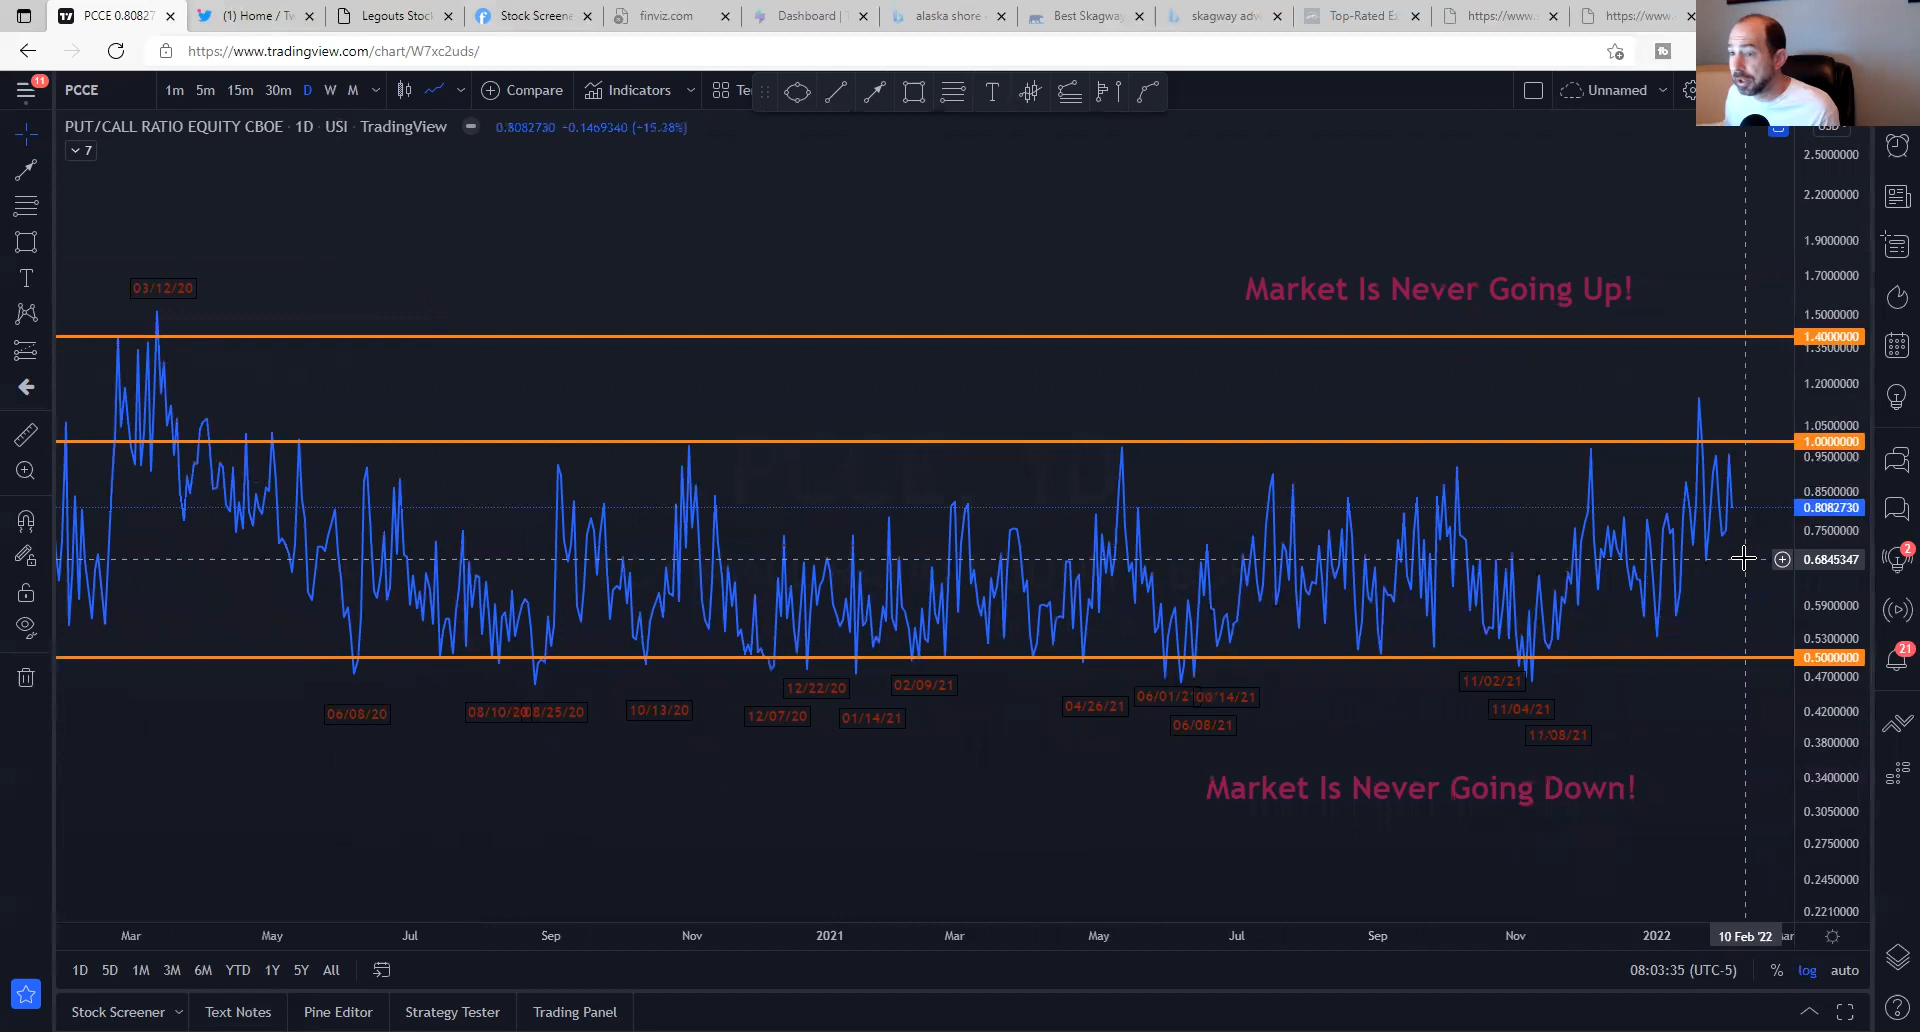 PCCE 0.8082
(1) Home / Tw
Legouts Stoc
Stock Screene
finviz.com
Dashboard | T
alaska shore
Best Skagway
skagway adv
Top-Rated Ex
https://www.s
https://www.
https://www.tradingview.com/chart/W7xc2uds/
11
PCCE
1m 5m 15m 30m D W M
Compare
Indicators
Te
Unnamed
PUT/CALL RATIO EQUITY CBOE · 1D · USI · TradingView
0.8082730 −0.1469340 (−15.38%)
USD
7
2.5000000
2.2000000
1.9000000
1.7000000
03/12/20
Market Is Never Going Up!
1.5000000
1.4000000
1.3500000
1.2000000
1.0500000
1.0000000
0.9500000
0.8500000
0.8082730
0.7500000
0.6845347
2
0.5900000
0.5300000
0.5000000
21
0.4700000
06/08/20
08/10/20
08/25/20
10/13/20
12/07/20
12/22/20
01/14/21
02/09/21
04/26/21
06/01/21
06/08/21
06/14/21
11/02/21
11/04/21
11/08/21
0.4200000
0.3800000
Market Is Never Going Down!
0.3400000
0.3050000
0.2750000
0.2450000
0.2210000
Mar May Jul Sep Nov 2021 Mar May Jul Sep Nov 2022 10 Feb '22 ar
1D 5D 1M 3M 6M YTD 1Y 5Y All
08:03:35 (UTC-5) % log auto
Stock Screener Text Notes Pine Editor Strategy Tester Trading Panel